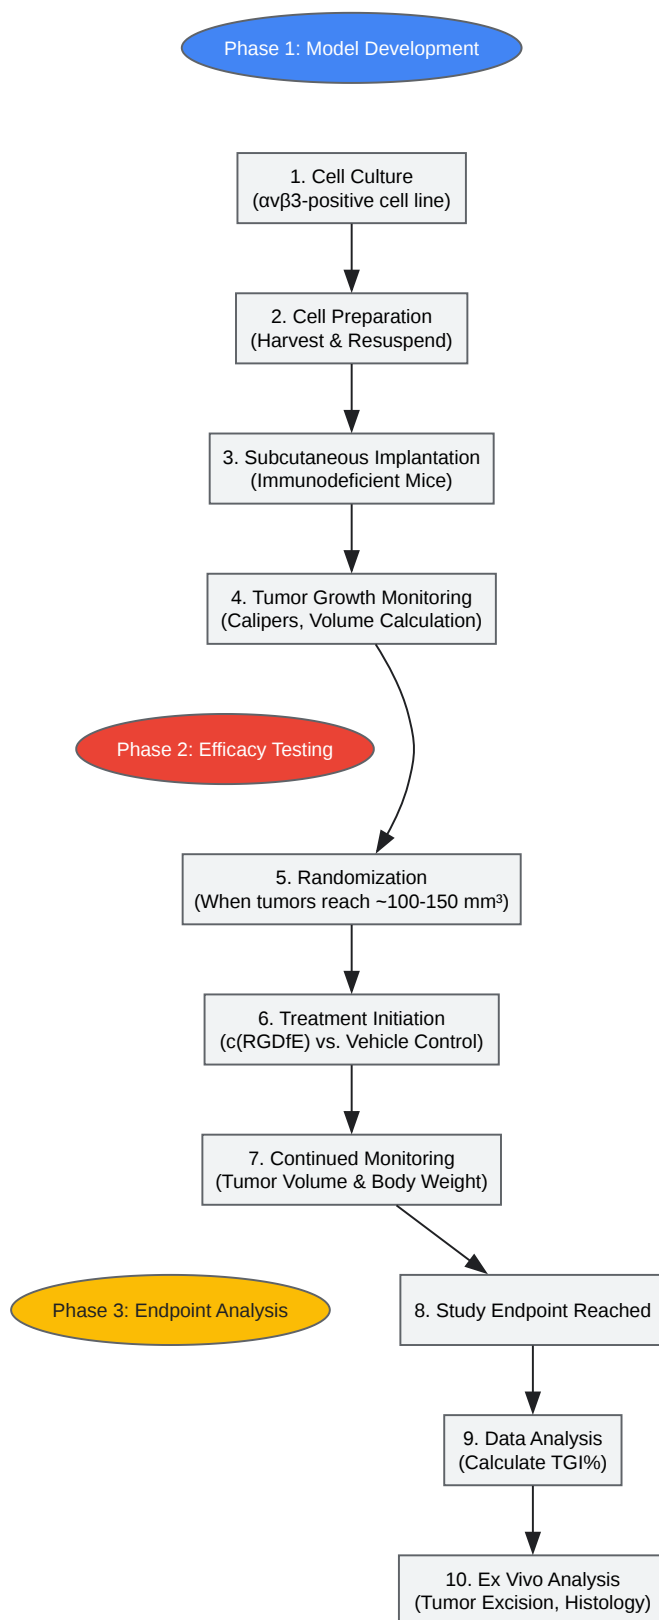 Phase 1: Model Development
1. Cell Culture
(αvβ3-positive cell line)
2. Cell Preparation
(Harvest & Resuspend)
3. Subcutaneous Implantation
(Immunodeficient Mice)
4. Tumor Growth Monitoring
(Calipers, Volume Calculation)
Phase 2: Efficacy Testing
5. Randomization
(When tumors reach ~100-150 mm³)
6. Treatment Initiation
(c(RGDfE) vs. Vehicle Control)
7. Continued Monitoring
(Tumor Volume & Body Weight)
Phase 3: Endpoint Analysis
8. Study Endpoint Reached
9. Data Analysis
(Calculate TGI%)
10. Ex Vivo Analysis
(Tumor Excision, Histology)